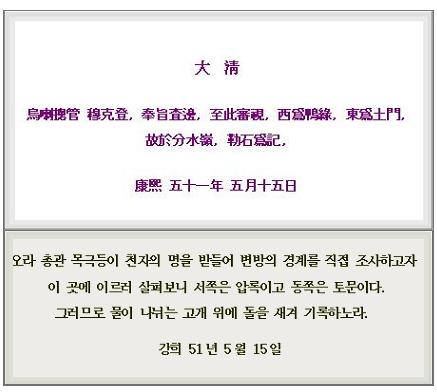 大 淸
烏喇摠管 穆克登, 奉旨査邊, 至此審視, 西爲鴨綠, 東爲土門,
故於分水嶺, 勒石爲記,
康熙 五十一年 五月十五日
오라 총관 목극등이 천자의 명을 받들어 변방의 경계를 직접 조사하고자
이 곳에 이르러 살펴보니 서쪽은 압록이고 동쪽은 토문이다.
그러므로 물이 나뉘는 고개 위에 돌을 새겨 기록하노라.
강희 51년 5월 15일